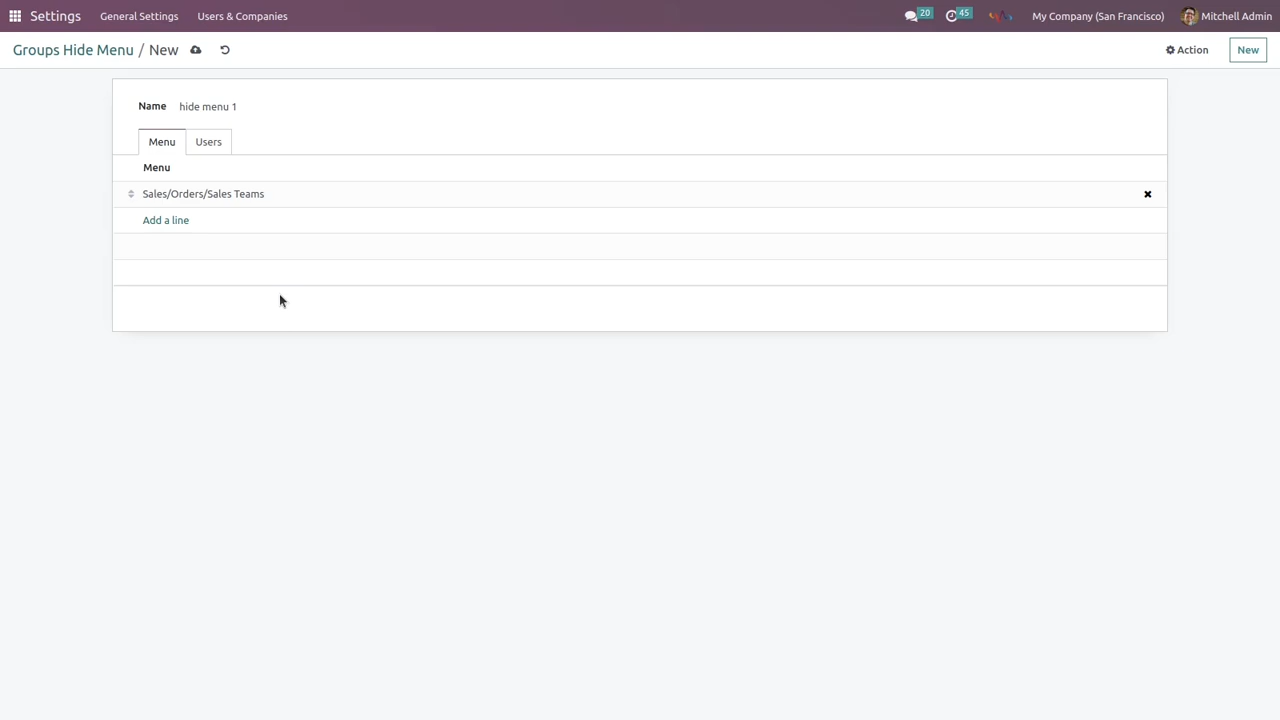 Settings General Settings Users & Companies 20 45 My Company (San Francisco) Mitchell Admin
Groups Hide Menu / New Action New
Name hide menu 1
Menu Users
Menu
Sales/Orders/Sales Teams
Add a line